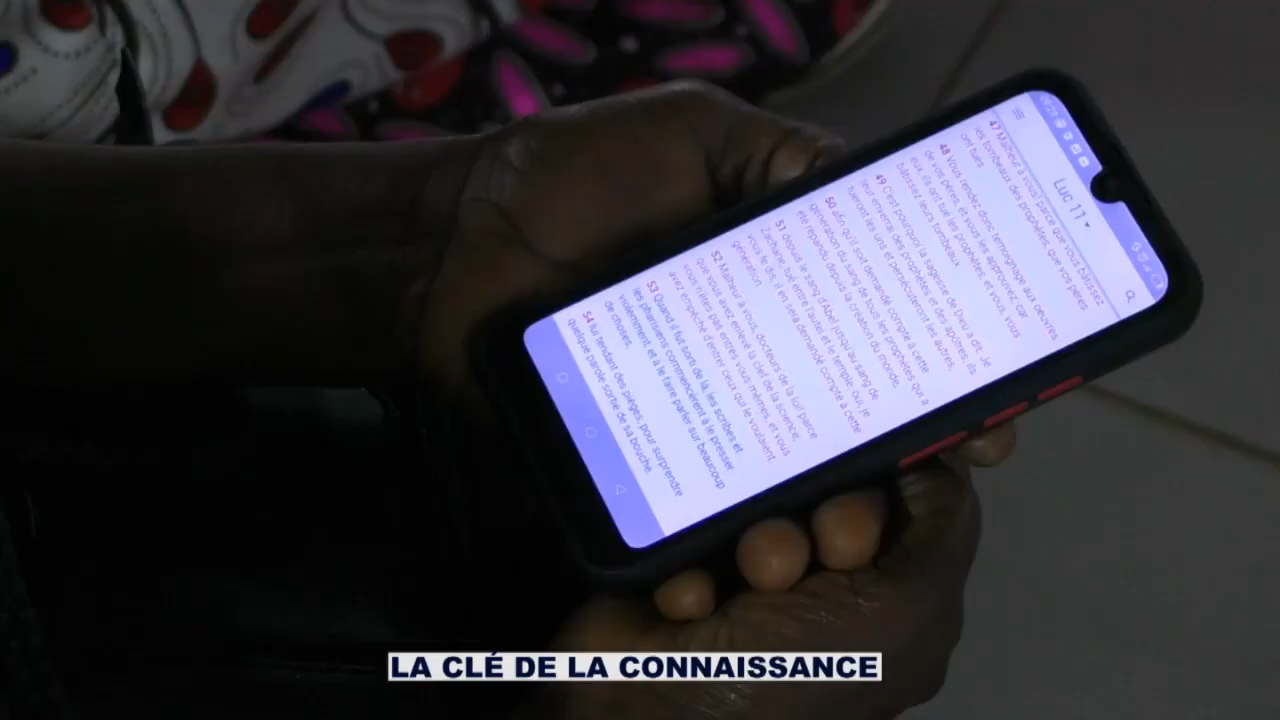 Luc 11
47 Malheur à vous! parce que vous bâtissez
les tombeaux des prophètes, que vos pères
ont tués.
48 Vous rendez donc témoignage aux oeuvres
de vos pères, et vous les approuvez; car
eux, ils ont tué les prophètes, et vous, vous
bâtissez leurs tombeaux.
49 C'est pourquoi la sagesse de Dieu a dit: Je
leur enverrai des prophètes et des apôtres; ils
tueront les uns et persécuteront les autres,
50 afin qu'il soit demandé compte à cette
génération du sang de tous les prophètes qui a
été répandu depuis la création du monde,
51 depuis le sang d'Abel jusqu'au sang de
Zacharie, tué entre l'autel et le temple; oui, je
vous le dis, il en sera demandé compte à cette
génération.
52 Malheur à vous, docteurs de la loi! parce
que vous avez enlevé la clef de la science;
vous n'êtes pas entrés vous-mêmes, et vous
avez empêché d'entrer ceux qui le voulaient.
53 Quand il fut sorti de là, les scribes et
les pharisiens commencèrent à le presser
violemment, et à le faire parler sur beaucoup
de choses,
54 lui tendant des pièges, pour surprendre
quelque parole sortie de sa bouche.
LA CLÉ DE LA CONNAISSANCE